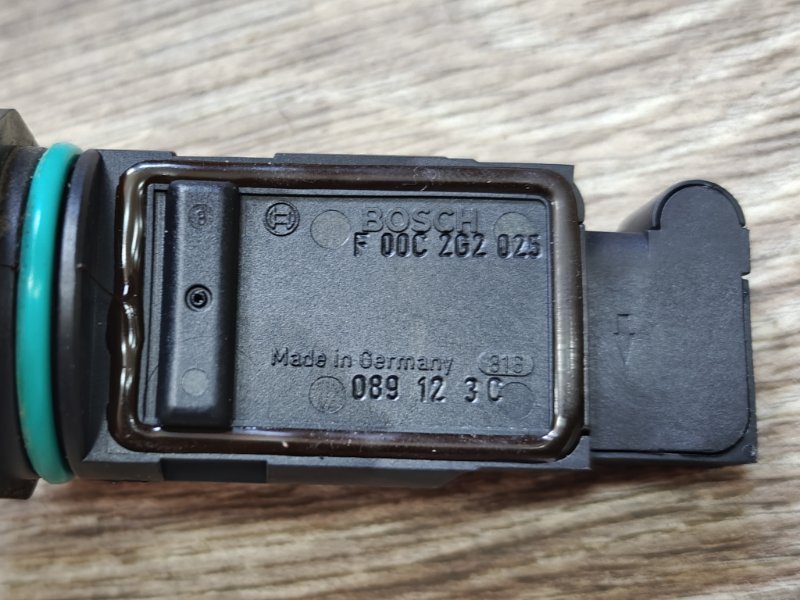 BOSCH
F 00C 2G2 025
Made in Germany 816
089 12 3 C